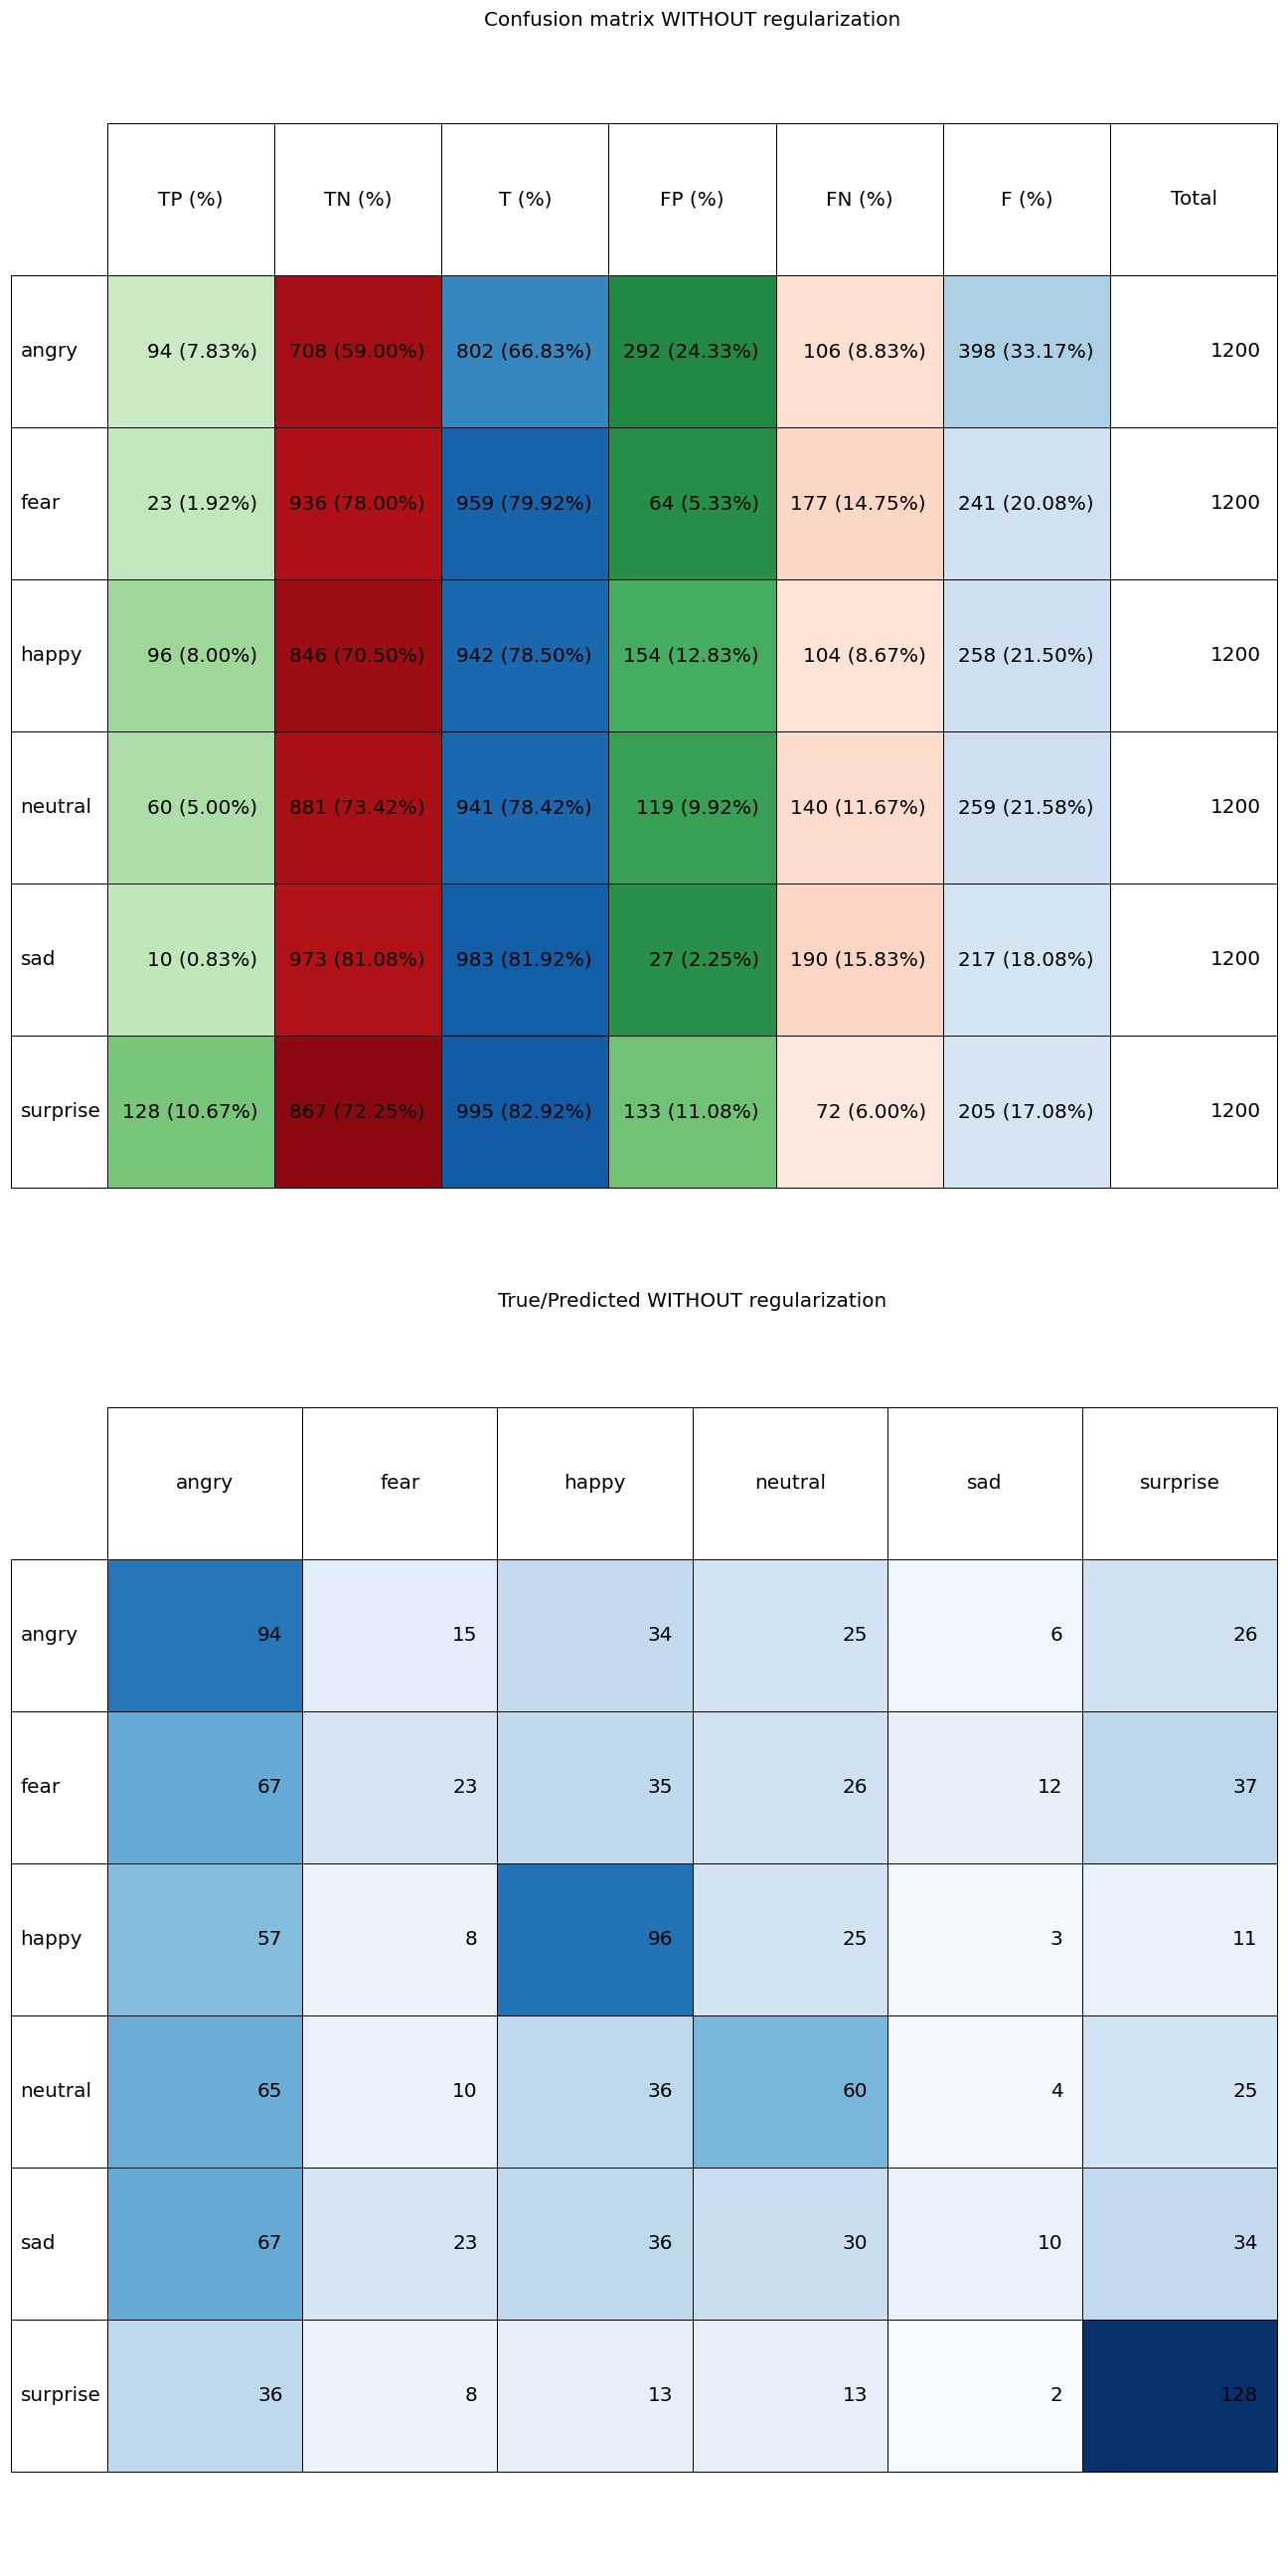 Confusion matrix WITHOUT regularization
TP (%) TN (%) T (%) FP (%) FN (%) F (%) Total
angry 94 (7.83%) 708 (59.00%) 802 (66.83%) 292 (24.33%) 106 (8.83%) 398 (33.17%) 1200
fear 23 (1.92%) 936 (78.00%) 959 (79.92%) 64 (5.33%) 177 (14.75%) 241 (20.08%) 1200
happy 96 (8.00%) 846 (70.50%) 942 (78.50%) 154 (12.83%) 104 (8.67%) 258 (21.50%) 1200
neutral 60 (5.00%) 881 (73.42%) 941 (78.42%) 119 (9.92%) 140 (11.67%) 259 (21.58%) 1200
sad 10 (0.83%) 973 (81.08%) 983 (81.92%) 27 (2.25%) 190 (15.83%) 217 (18.08%) 1200
surprise 128 (10.67%) 867 (72.25%) 995 (82.92%) 133 (11.08%) 72 (6.00%) 205 (17.08%) 1200
True/Predicted WITHOUT regularization
angry fear happy neutral sad surprise
angry 94 15 34 25 6 26
fear 67 23 35 26 12 37
happy 57 8 96 25 3 11
neutral 65 10 36 60 4 25
sad 67 23 36 30 10 34
surprise 36 8 13 13 2 128